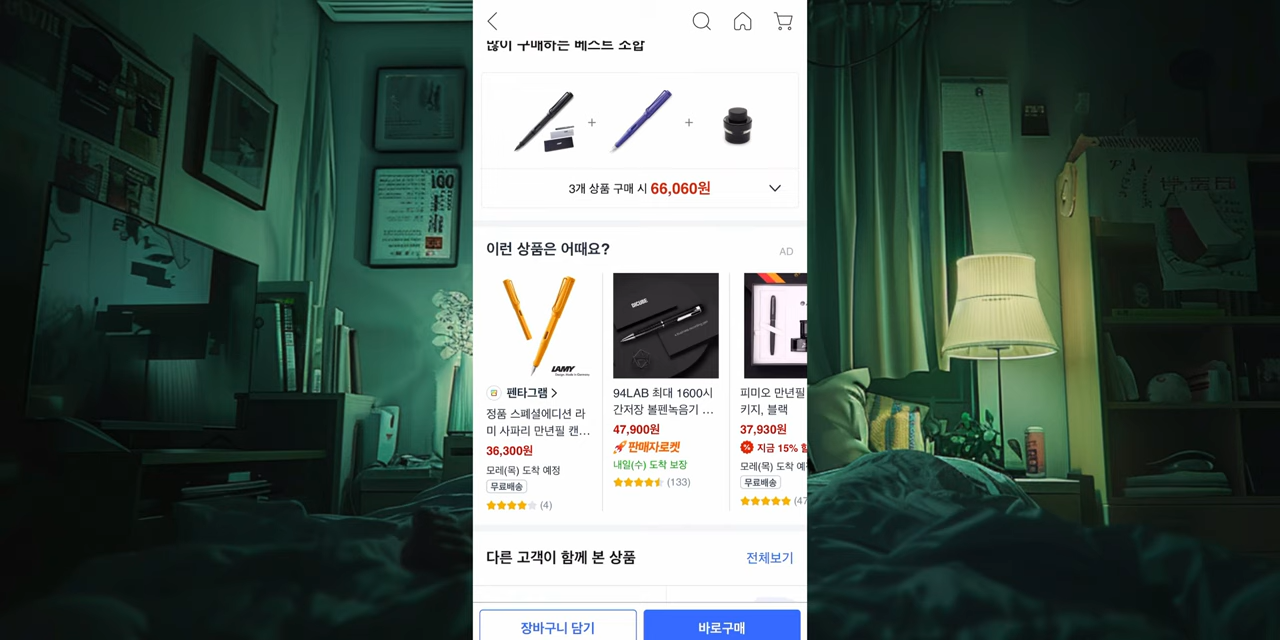 많이 구매하는 베스트 조합
+
+
3개 상품 구매 시 66,060원
이런 상품은 어때요?
AD
LAMY
펜타그램 >
정품 스페셜에디션 라
미 사파리 만년필 캔…
36,300원
모레(목) 도착 예정
무료배송
(4)
94LAB 최대 1600시
간저장 볼펜녹음기 …
47,900원
판매자로켓
내일(수) 도착 보장
(133)
피미오 만년필
키지, 블랙
37,930원
지금 15% 할
모레(목) 도착 예
무료배송
(47
다른 고객이 함께 본 상품
전체보기
장바구니 담기
바로구매
100